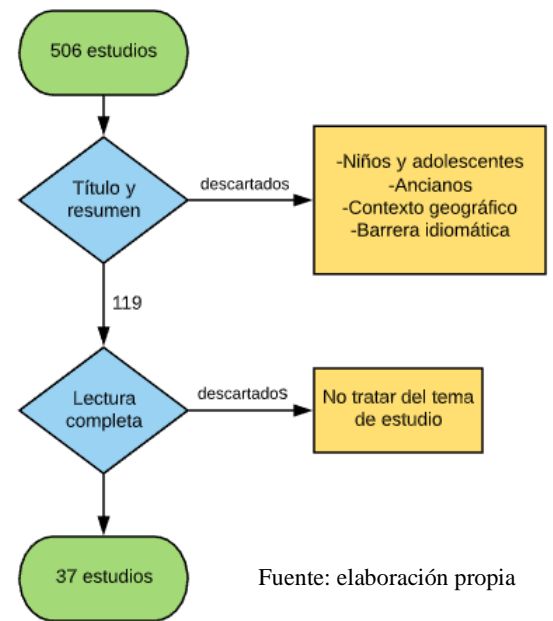 506 estudios
Título y
resumen
descartados
-Niños y adolescentes
-Ancianos
-Contexto geográfico
-Barrera idiomática
119
Lectura
completa
descartados
No tratar del tema
de estudio
37 estudios
Fuente: elaboración propia